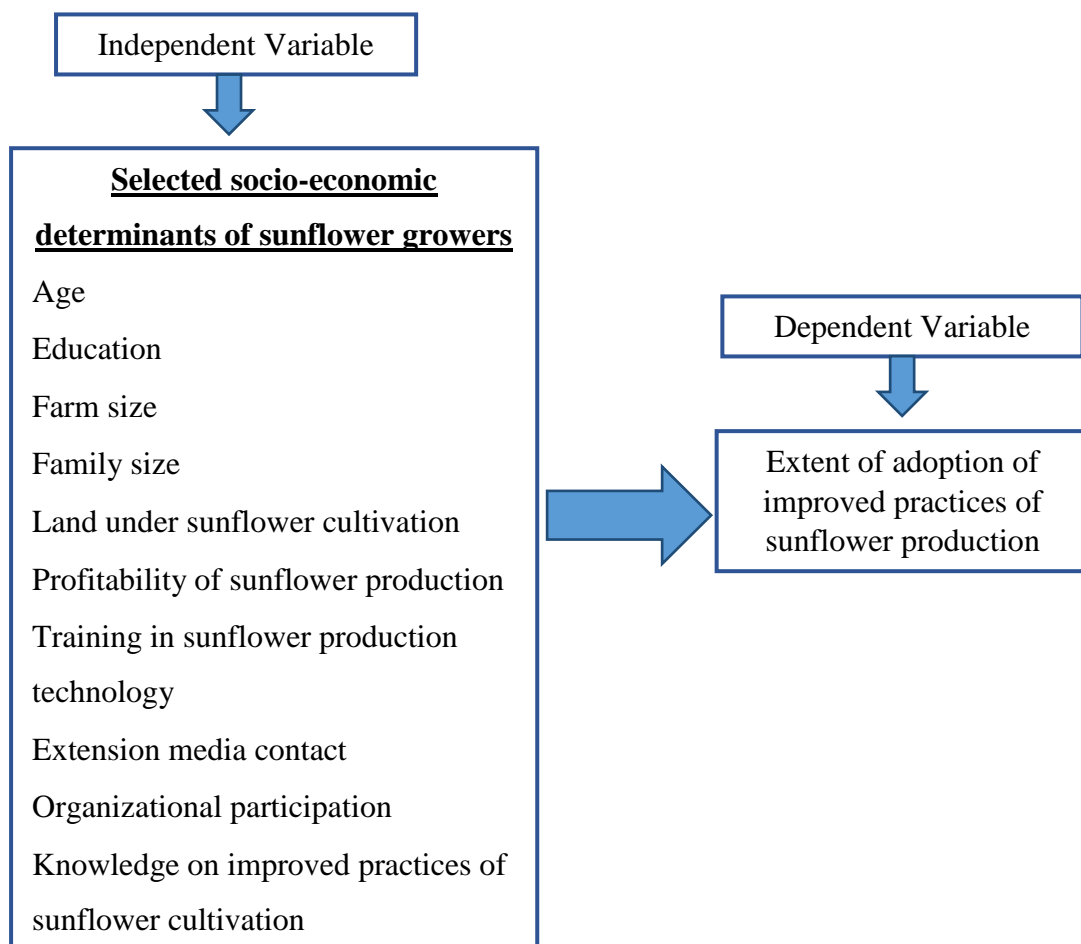 Independent Variable
Selected socio-economic
determinants of sunflower growers
Age
Education
Farm size
Family size
Land under sunflower cultivation
Profitability of sunflower production
Training in sunflower production
technology
Extension media contact
Organizational participation
Knowledge on improved practices of
sunflower cultivation
Dependent Variable
Extent of adoption of
improved practices of
sunflower production